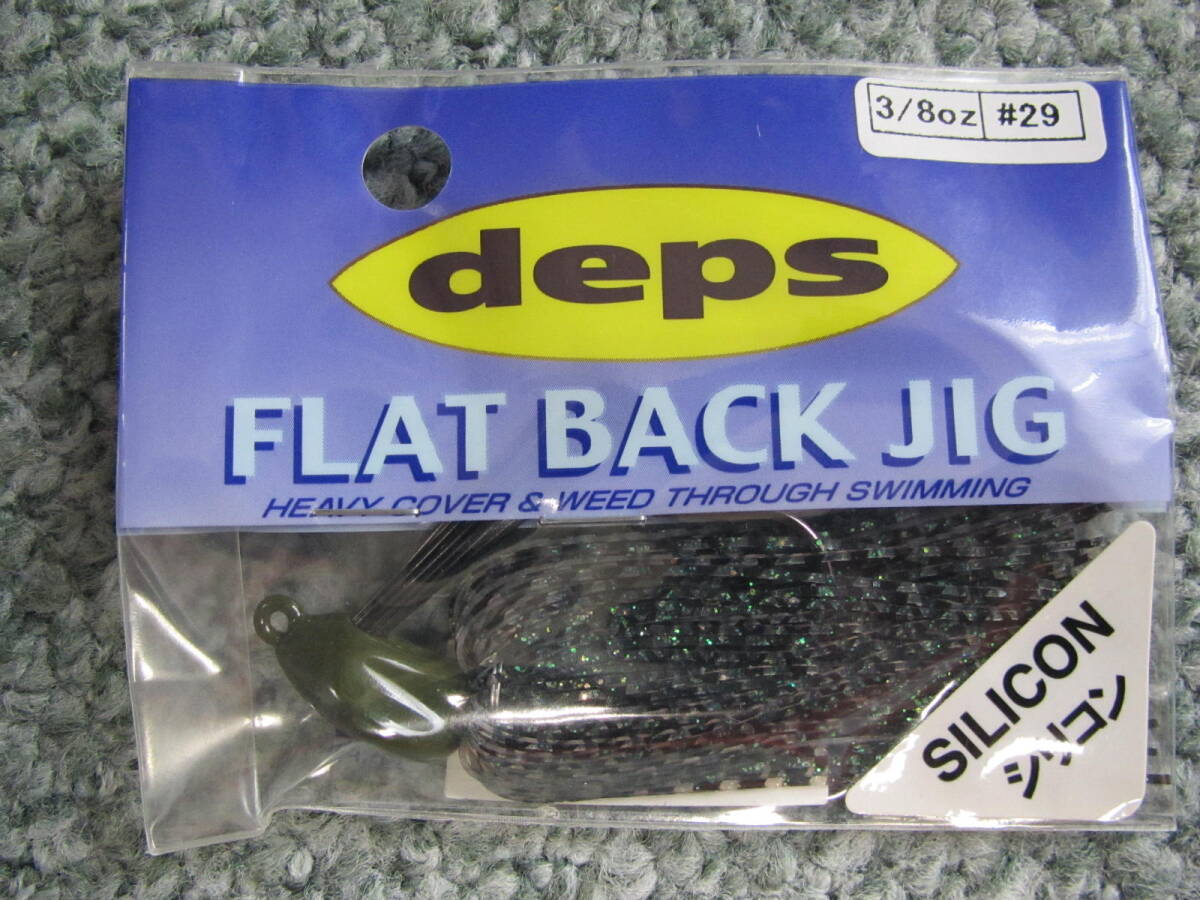 3/8oz #29
deps
FLAT BACK JIG
HEAVY COVER & WEED THROUGH SWIMMING
SILICON
シリコン